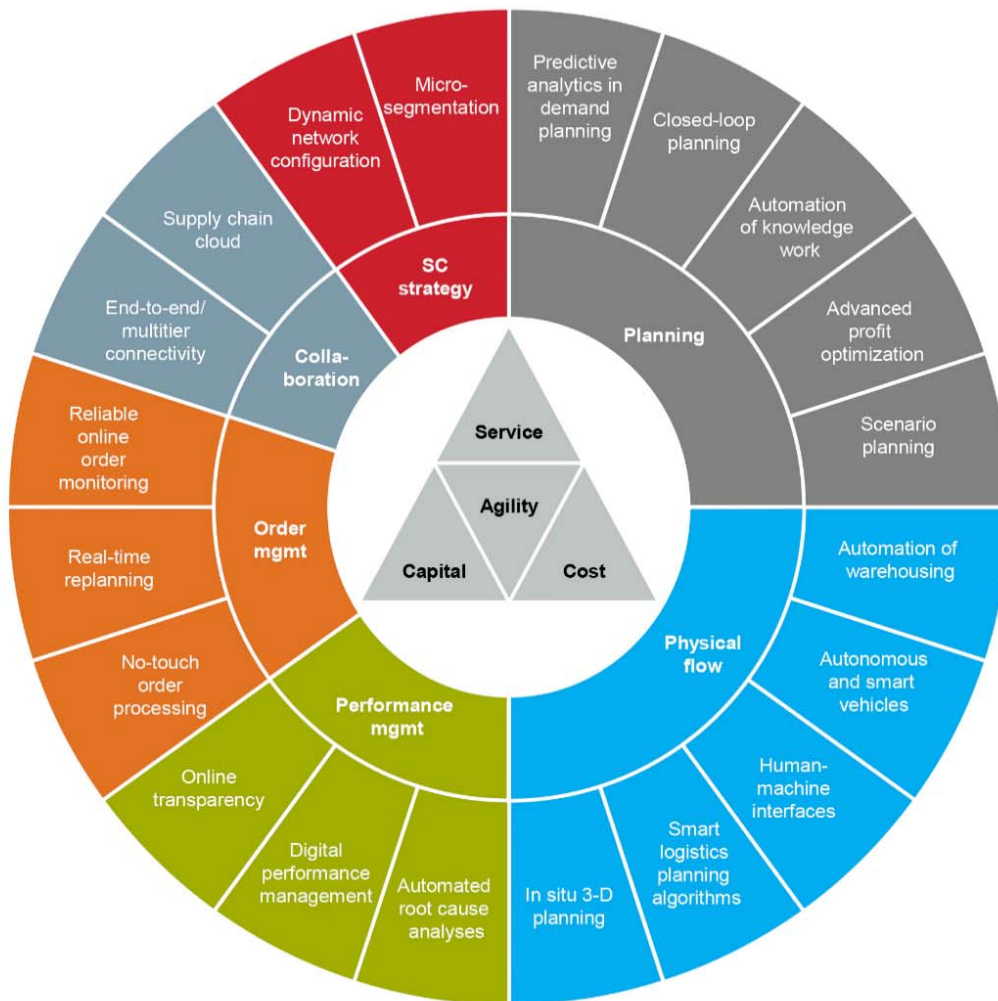 Micro-
segmentation
Dynamic
network
configuration
SC
strategy
Predictive
analytics in
demand
planning
Closed-loop
planning
Automation
of knowledge
work
Advanced
profit
optimization
Scenario
planning
Planning
Supply chain
cloud
End-to-end/
multitier
connectivity
Colla-
boration
Service
Agility
Capital
Cost
Reliable
online
order
monitoring
Real-time
replanning
No-touch
order
processing
Order
mgmt
Automation of
warehousing
Autonomous
and smart
vehicles
Human-
machine
interfaces
Smart
logistics
planning
algorithms
In situ 3-D
planning
Physical
flow
Performance
mgmt
Online
transparency
Digital
performance
management
Automated
root cause
analyses